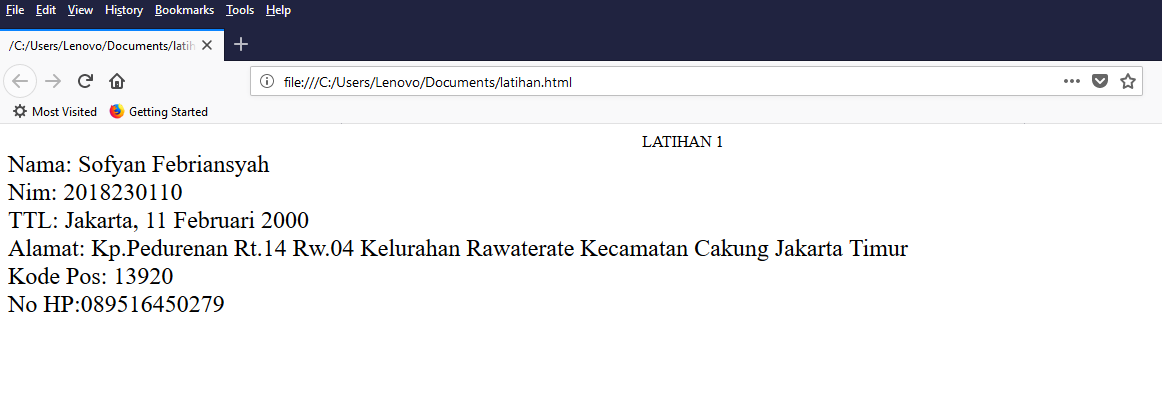 File Edit View History Bookmarks Tools Help
/C:/Users/Lenovo/Documents/latih
file:///C:/Users/Lenovo/Documents/latihan.html
Most Visited Getting Started
LATIHAN 1
Nama: Sofyan Febriansyah
Nim: 2018230110
TTL: Jakarta, 11 Februari 2000
Alamat: Kp.Pedurenan Rt.14 Rw.04 Kelurahan Rawaterate Kecamatan Cakung Jakarta Timur
Kode Pos: 13920
No HP:089516450279